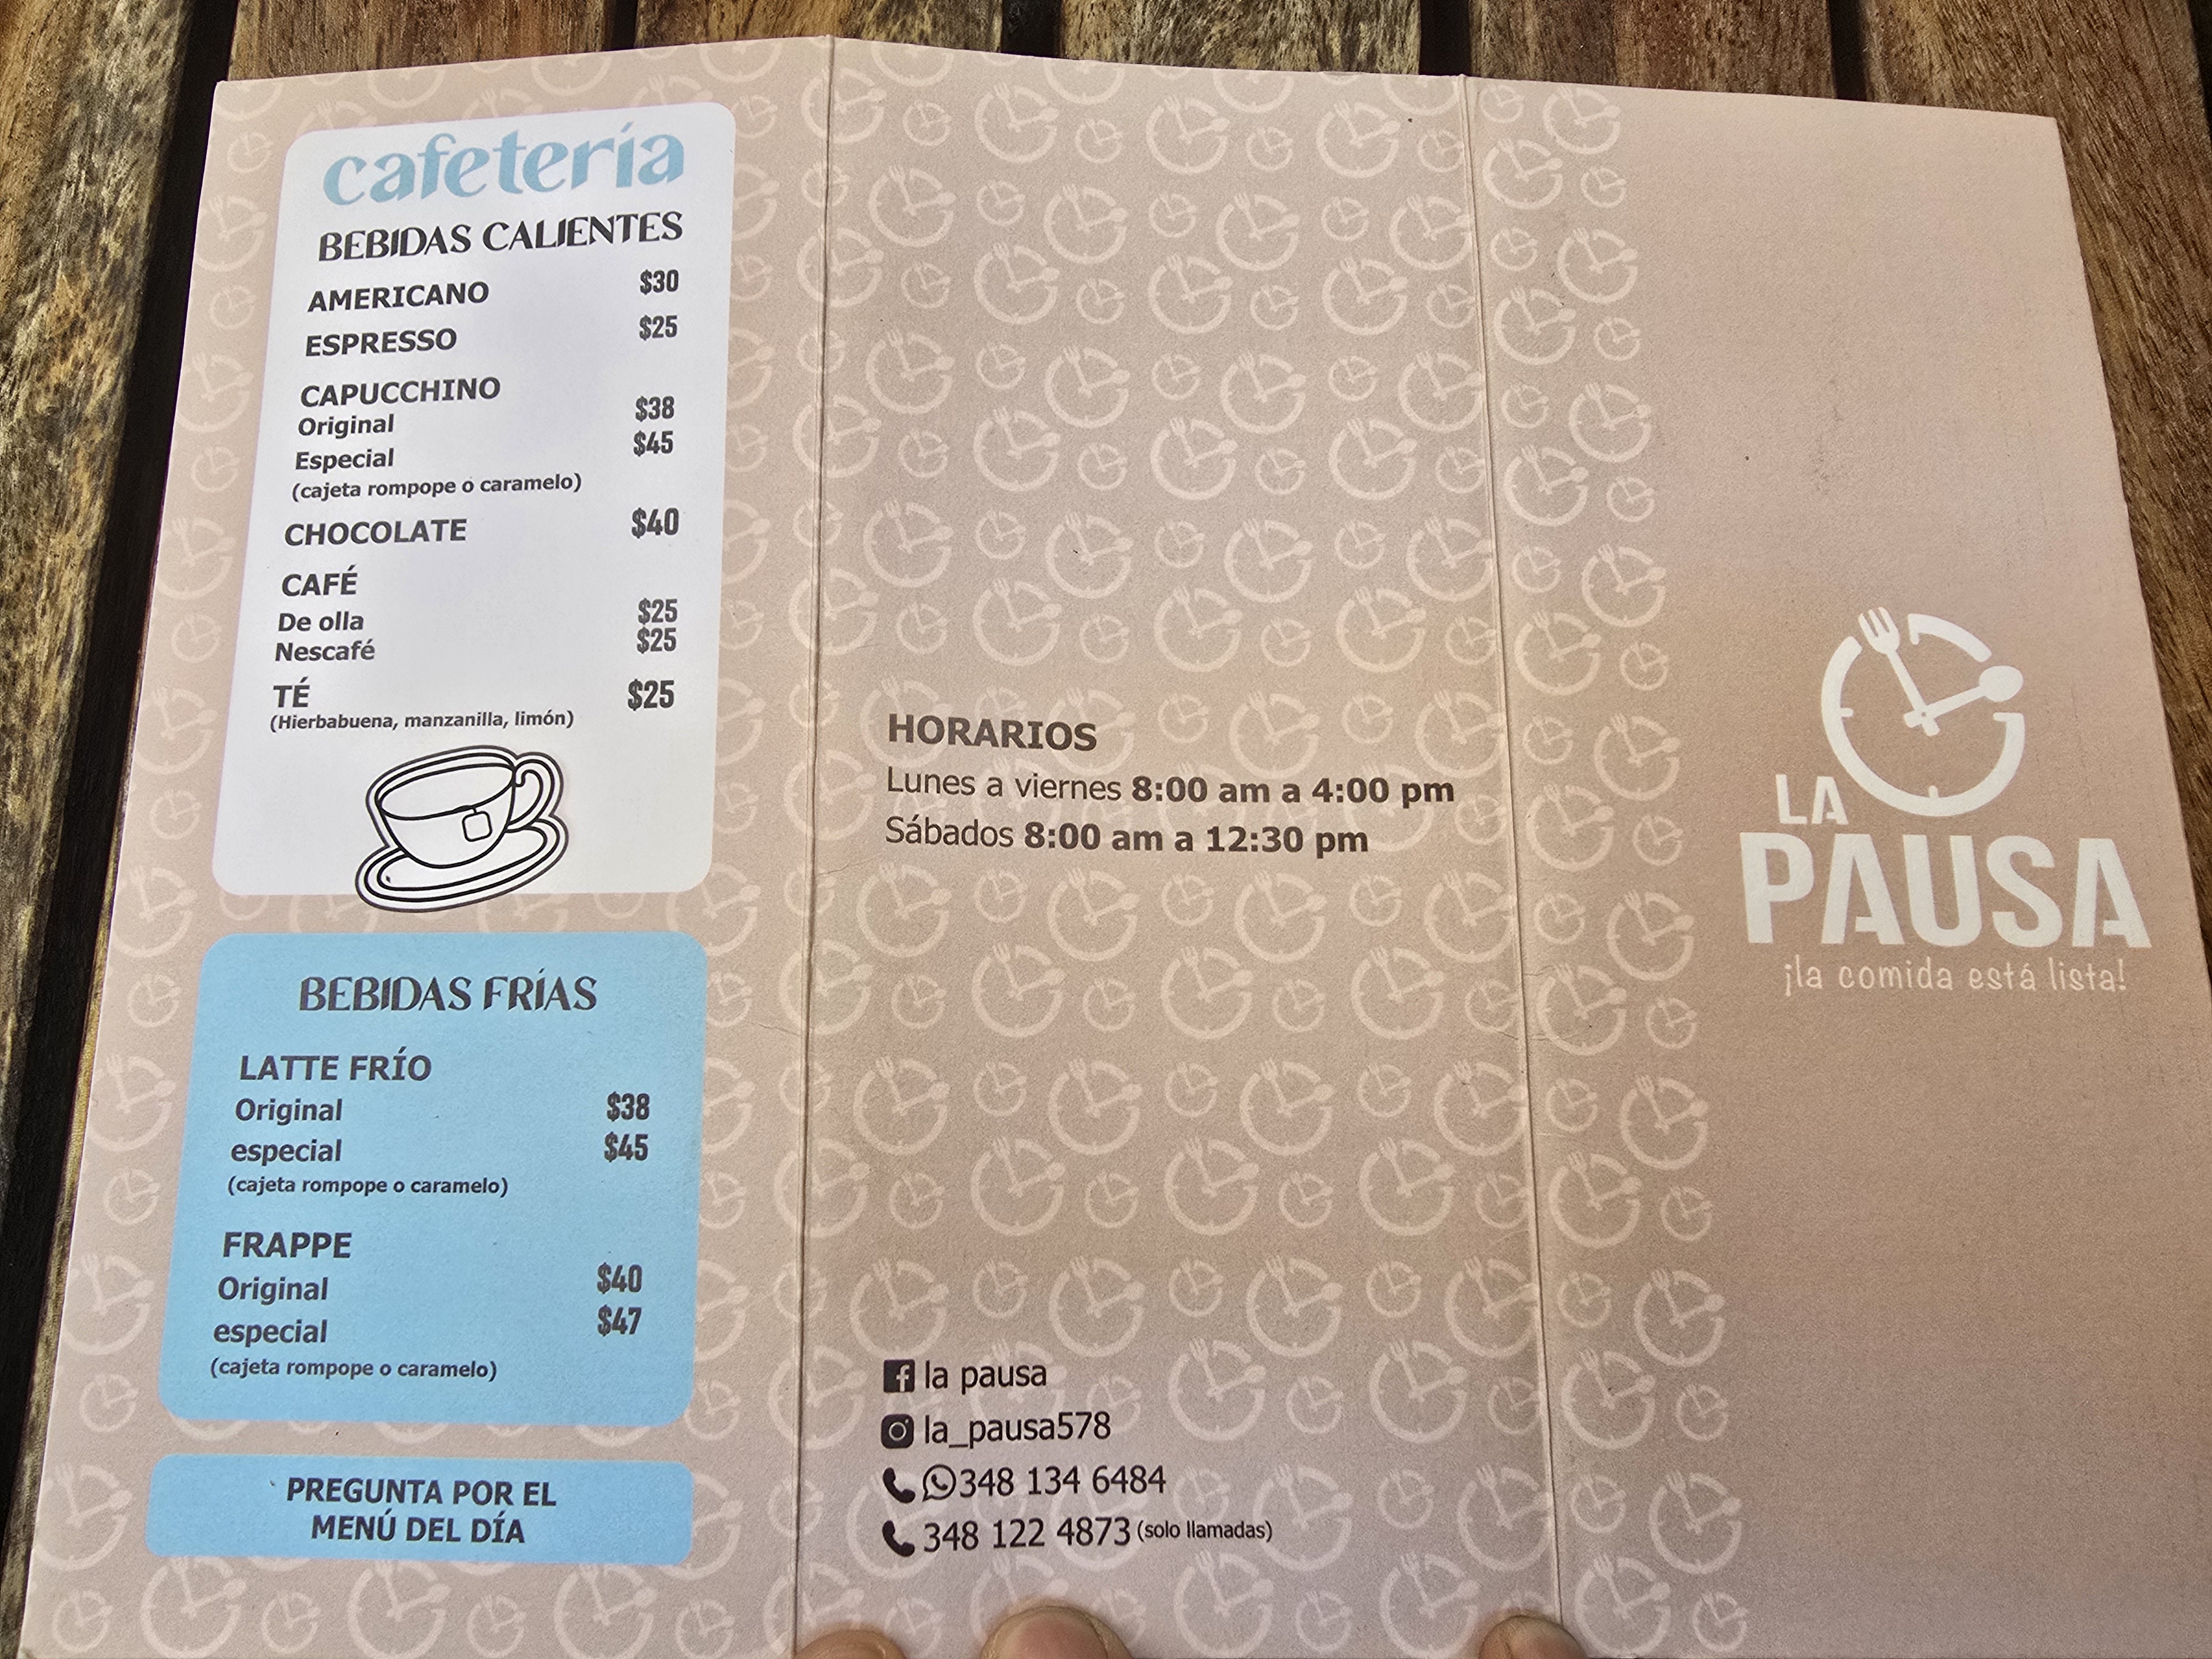 cafetería
BEBIDAS CALIENTES
AMERICANO $30
ESPRESSO $25
CAPUCCHINO
Original $38
Especial $45
(cajeta rompope o caramelo)
CHOCOLATE $40
CAFÉ
De olla $25
Nescafé $25
TÉ $25
(Hierbabuena, manzanilla, limón)
BEBIDAS FRÍAS
LATTE FRÍO
Original $38
especial $45
(cajeta rompope o caramelo)
FRAPPE
Original $40
especial $47
(cajeta rompope o caramelo)
PREGUNTA POR EL
MENÚ DEL DÍA
HORARIOS
Lunes a viernes 8:00 am a 4:00 pm
Sábados 8:00 am a 12:30 pm
la pausa
la_pausa578
348 134 6484
348 122 4873 (solo llamadas)
LA
PAUSA
¡la comida está lista!